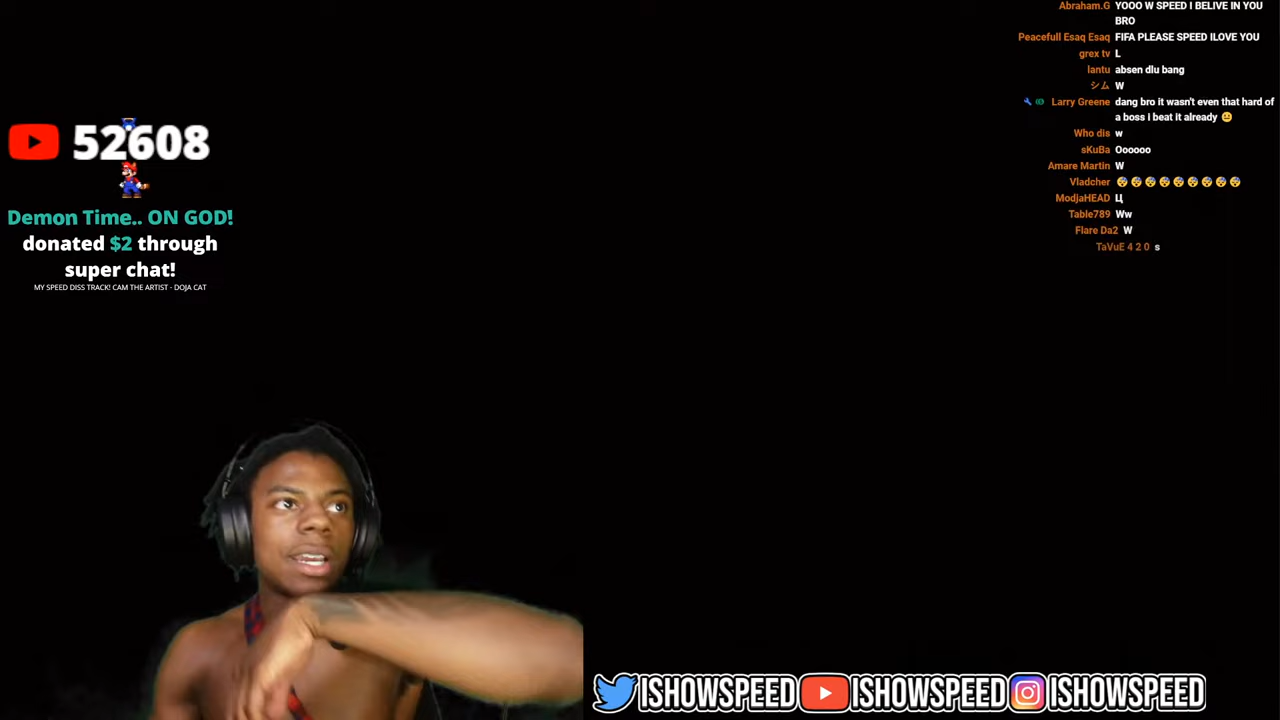 52608
Demon Time.. ON GOD!
donated $2 through
super chat!
MY SPEED DISS TRACK! CAM THE ARTIST - DOJA CAT
Abraham.G YOOO W SPEED I BELIVE IN YOU
BRO
Peacefull Esaq Esaq FIFA PLEASE SPEED ILOVE YOU
grex tv L
lantu absen dlu bang
シム W
Larry Greene dang bro it wasn't even that hard of
a boss i beat it already 😐
Who dis w
sKuBa Oooooo
Amare Martin W
Vladcher 🤯🤯🤯🤯🤯🤯🤯🤯🤯
ModjaHEAD Ц
Table789 Ww
Flare Da2 W
TaVuE 4 2 0 s
ISHOWSPEED ISHOWSPEED ISHOWSPEED